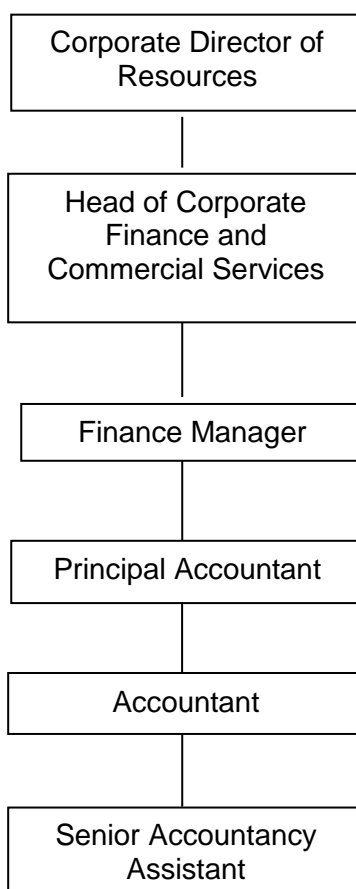 Corporate Director of
Resources
Head of Corporate
Finance and
Commercial Services
Finance Manager
Principal Accountant
Accountant
Senior Accountancy
Assistant